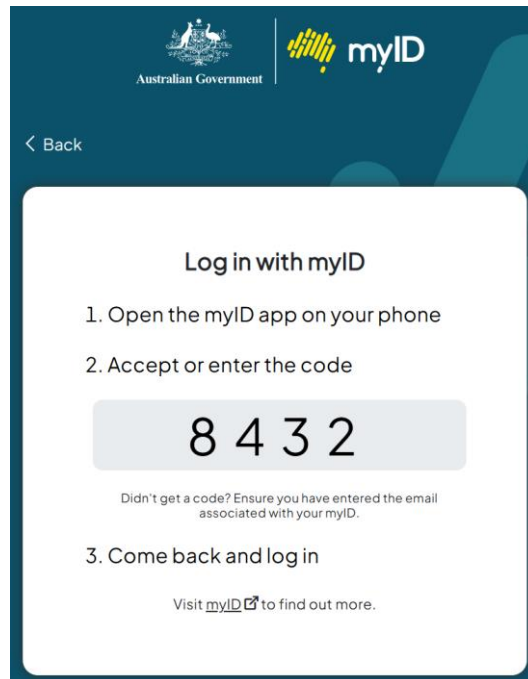 Australian Government
myID
< Back
Log in with myID
1. Open the myID app on your phone
2. Accept or enter the code
8 4 3 2
Didn't get a code? Ensure you have entered the email
associated with your myID.
3. Come back and log in
Visit myID to find out more.